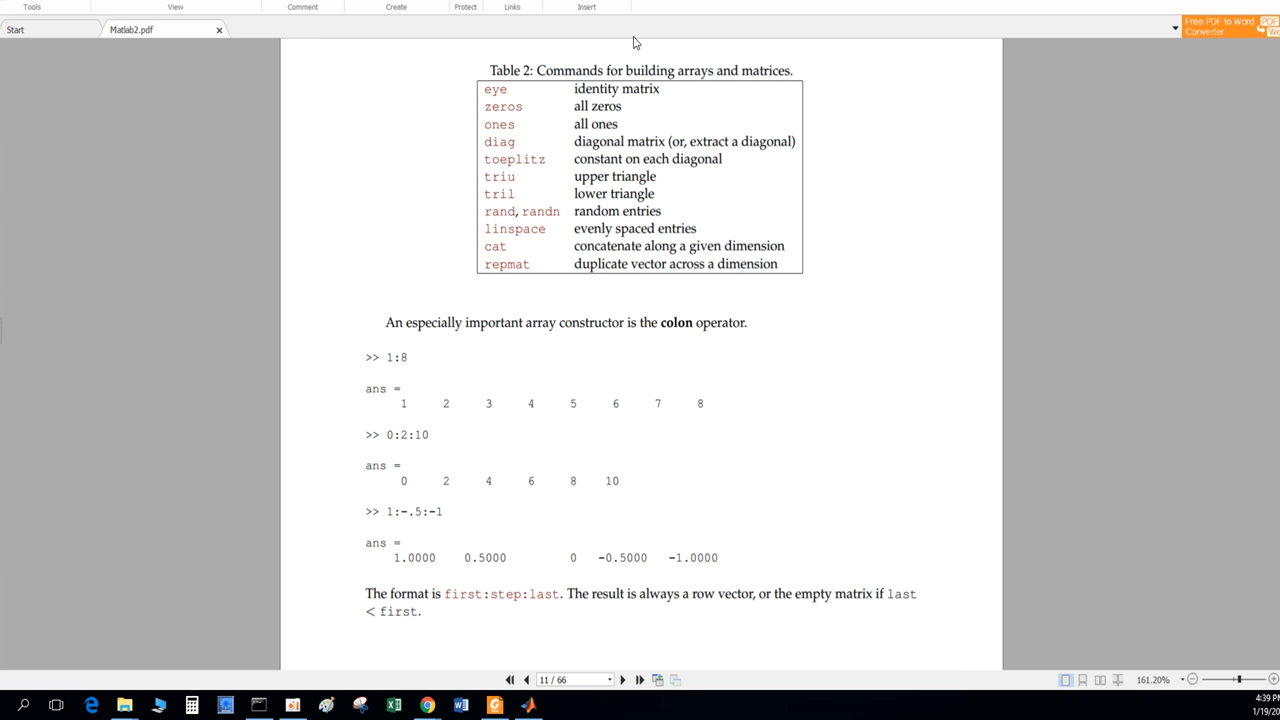 Tools View Comment Create Protect Links Insert
Start Matlab2.pdf
Free PDF to Word
Converter
Table 2: Commands for building arrays and matrices.
eye identity matrix
zeros all zeros
ones all ones
diag diagonal matrix (or, extract a diagonal)
toeplitz constant on each diagonal
triu upper triangle
tril lower triangle
rand, randn random entries
linspace evenly spaced entries
cat concatenate along a given dimension
repmat duplicate vector across a dimension
An especially important array constructor is the colon operator.
>> 1:8
ans =
1 2 3 4 5 6 7 8
>> 0:2:10
ans =
0 2 4 6 8 10
>> 1:-.5:-1
ans =
1.0000 0.5000 0 -0.5000 -1.0000
The format is first:step:last. The result is always a row vector, or the empty matrix if last
< first.
11 / 66 161.20%
4:39 PM
1/19/20